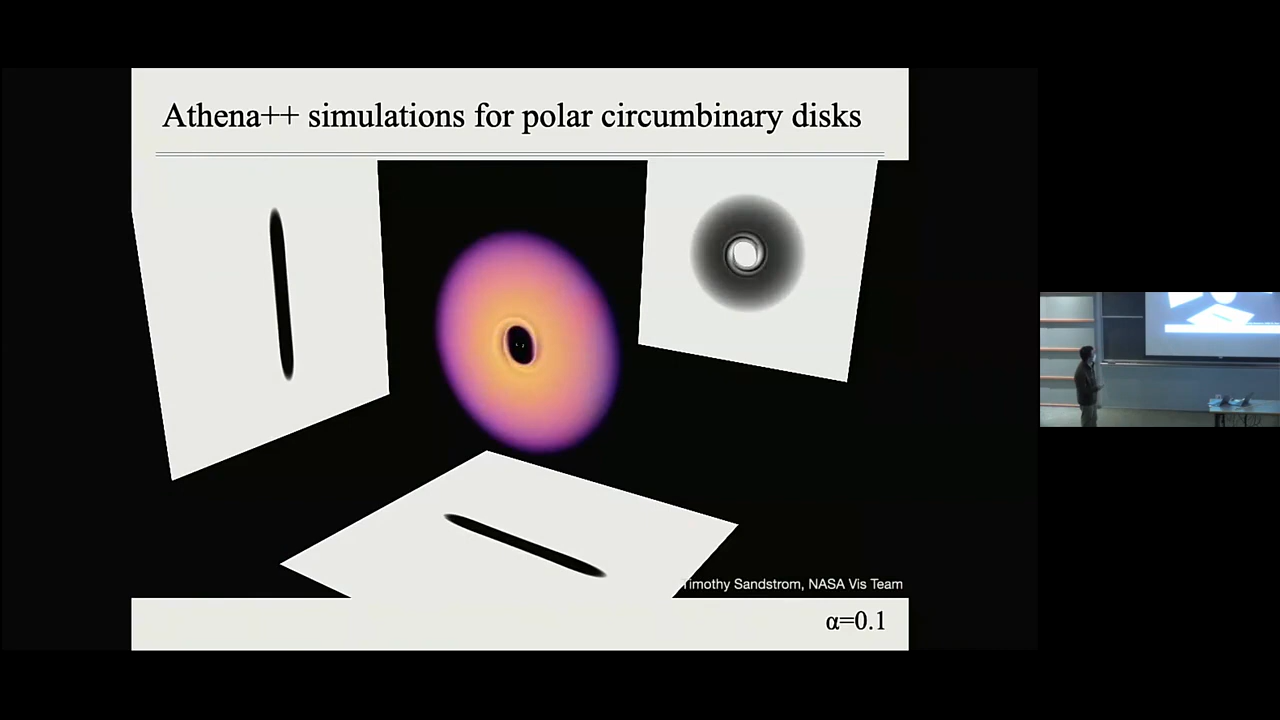 Athena++ simulations for polar circumbinary disks
Timothy Sandstrom, NASA Vis Team
α=0.1